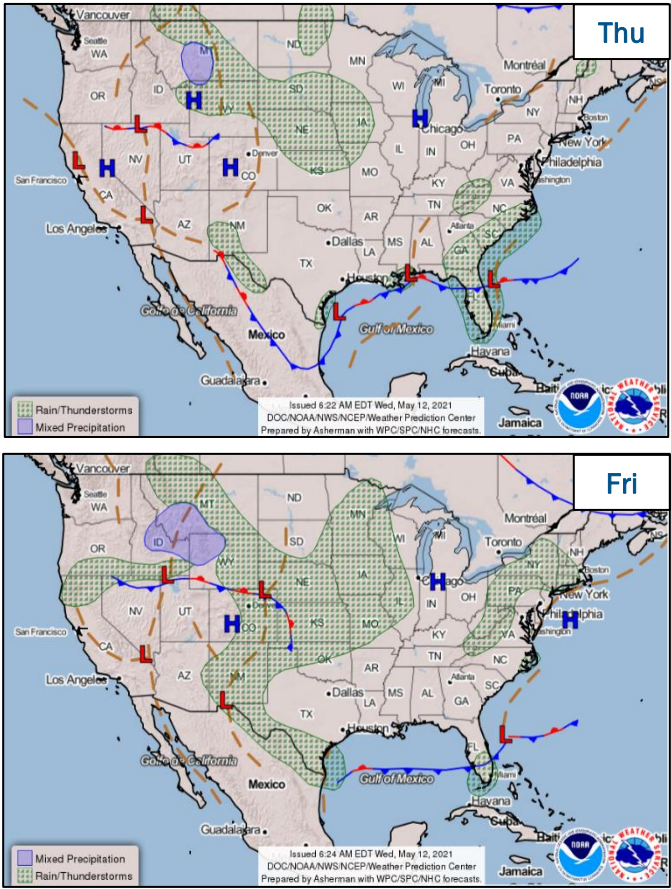 Thu
Vancouver
Seattle
WA
MT
ND
MN
Montréal
OR
ID
WY
SD
WI
MI
Toronto
NH
NY
Boston
H
H
L
Chicago
New York
NE
IA
PA
Philadelphia
L
H
NV
UT
H
Denver
CO
IL
IN
OH
San Francisco
CA
KS
MO
KY
VA
Washington
L
Los Angeles
AZ
NM
OK
AR
TN
NC
Atlanta
SC
Dallas
MS
AL
GA
TX
LA
Houston
L
L
L
Golfo de California
Mexico
Gulf of Mexico
Miami
Havana
Guadalajara
Cuba
Jamaica
Rain/Thunderstorms
Mixed Precipitation
Issued 6:22 AM EDT Wed, May 12, 2021
DOC/NOAA/NWS/NCEP/Weather Prediction Center
Prepared by Asherman with WPC/SPC/NHC forecasts.
NOAA
NATIONAL WEATHER SERVICE
Fri
Vancouver
Seattle
WA
MT
ND
MN
Montréal
OR
ID
WY
SD
WI
MI
Toronto
NH
NY
Boston
L
L
H
Chicago
New York
NE
IA
PA
Philadelphia
NV
UT
H
Denver
CO
IL
IN
OH
H
Washington
San Francisco
CA
KS
MO
KY
VA
L
Los Angeles
AZ
NM
OK
AR
TN
NC
Atlanta
SC
L
Dallas
MS
AL
GA
TX
LA
Houston
FL
L
Golfo de California
Mexico
Gulf of Mexico
Miami
Havana
Guadalajara
Cuba
Jamaica
Mixed Precipitation
Rain/Thunderstorms
Issued 6:24 AM EDT Wed, May 12, 2021
DOC/NOAA/NWS/NCEP/Weather Prediction Center
Prepared by Asherman with WPC/SPC/NHC forecasts.
NOAA
NATIONAL WEATHER SERVICE